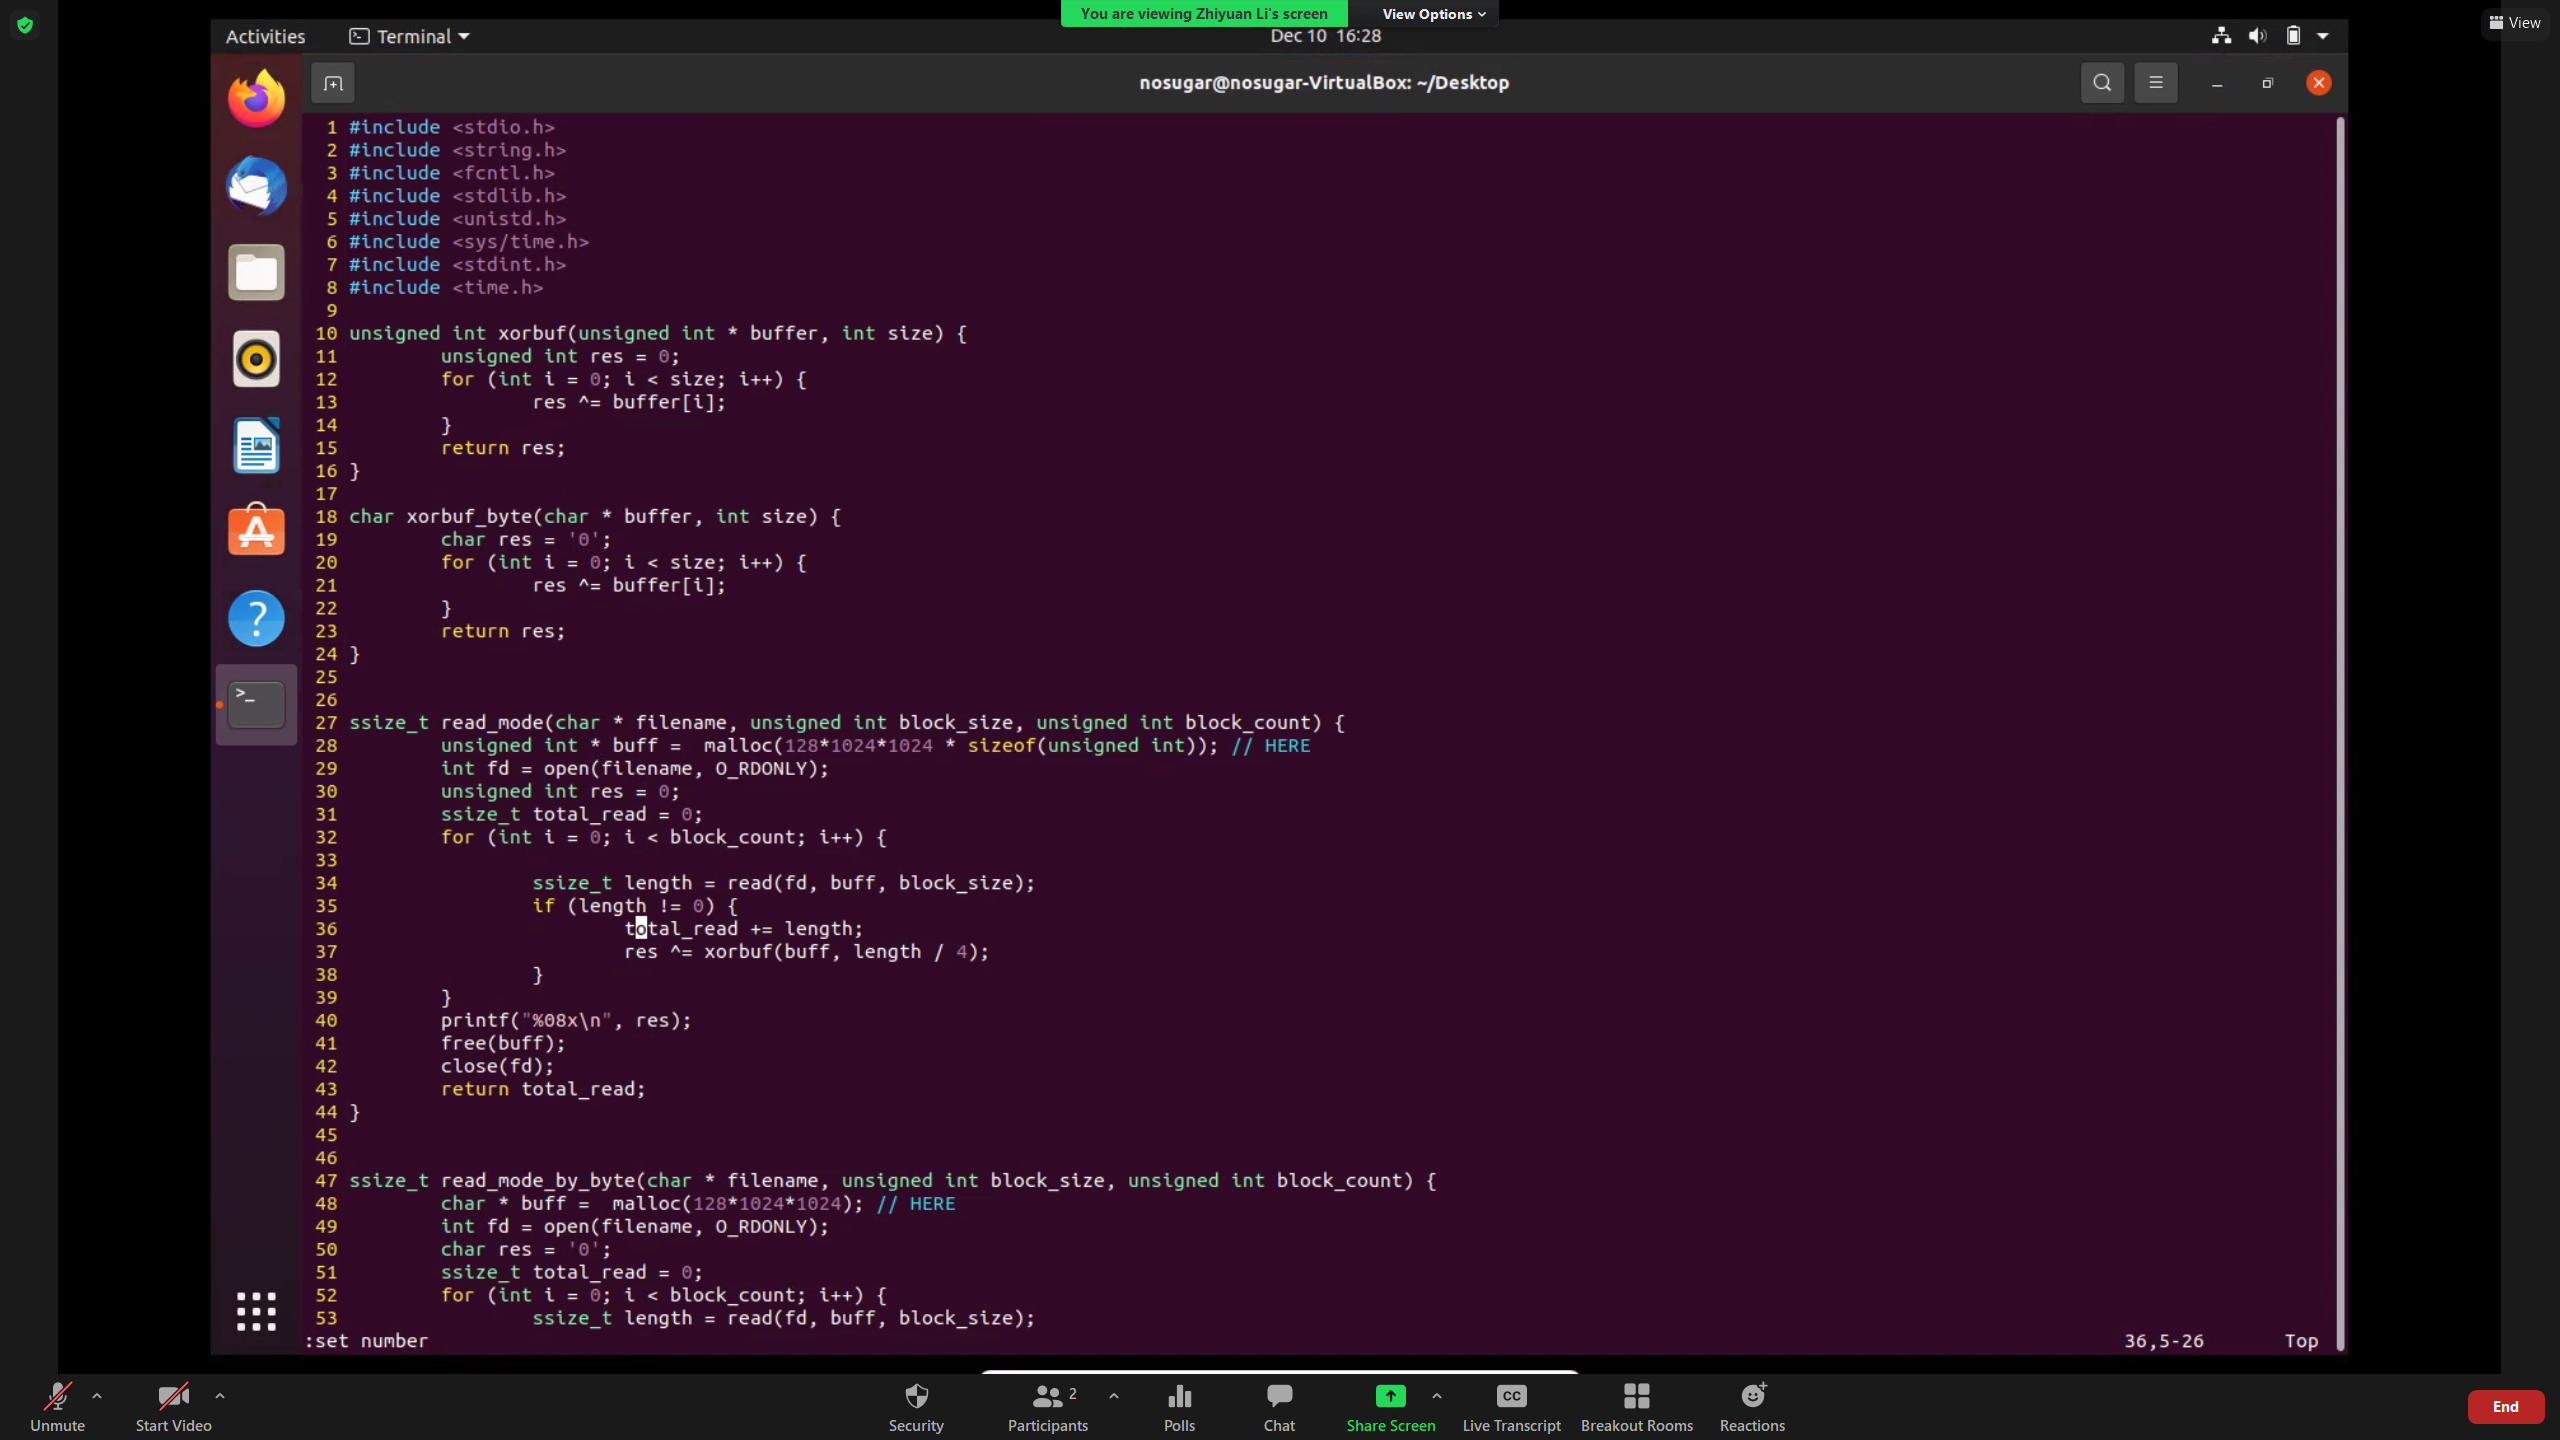 You are viewing Zhiyuan Li's screen View Options
View
Activities Terminal Dec 10 16:28
nosugar@nosugar-VirtualBox: ~/Desktop
1 #include <stdio.h>
2 #include <string.h>
3 #include <fcntl.h>
4 #include <stdlib.h>
5 #include <unistd.h>
6 #include <sys/time.h>
7 #include <stdint.h>
8 #include <time.h>
9
10 unsigned int xorbuf(unsigned int * buffer, int size) {
11         unsigned int res = 0;
12         for (int i = 0; i < size; i++) {
13                 res ^= buffer[i];
14         }
15         return res;
16 }
17
18 char xorbuf_byte(char * buffer, int size) {
19         char res = '0';
20         for (int i = 0; i < size; i++) {
21                 res ^= buffer[i];
22         }
23         return res;
24 }
25
26
27 ssize_t read_mode(char * filename, unsigned int block_size, unsigned int block_count) {
28         unsigned int * buff =  malloc(128*1024*1024 * sizeof(unsigned int)); // HERE
29         int fd = open(filename, O_RDONLY);
30         unsigned int res = 0;
31         ssize_t total_read = 0;
32         for (int i = 0; i < block_count; i++) {
33
34                 ssize_t length = read(fd, buff, block_size);
35                 if (length != 0) {
36                         total_read += length;
37                         res ^= xorbuf(buff, length / 4);
38                 }
39         }
40         printf("%08x\n", res);
41         free(buff);
42         close(fd);
43         return total_read;
44 }
45
46
47 ssize_t read_mode_by_byte(char * filename, unsigned int block_size, unsigned int block_count) {
48         char * buff =  malloc(128*1024*1024); // HERE
49         int fd = open(filename, O_RDONLY);
50         char res = '0';
51         ssize_t total_read = 0;
52         for (int i = 0; i < block_count; i++) {
53                 ssize_t length = read(fd, buff, block_size);
:set number 36,5-26 Top
2
CC
Unmute Start Video Security Participants Polls Chat Share Screen Live Transcript Breakout Rooms Reactions End